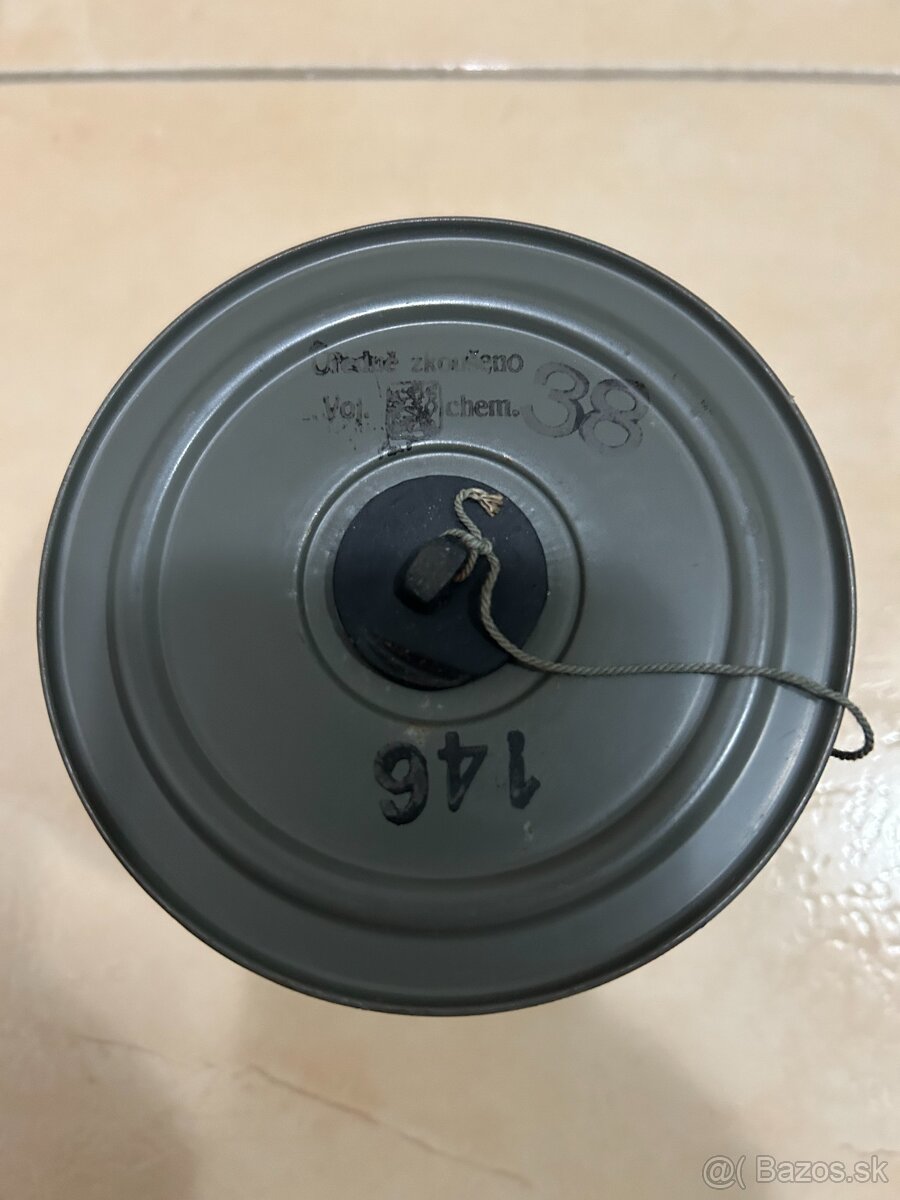 Úředně zkoušeno
Voj. chem. 38
146
@( Bazos.sk